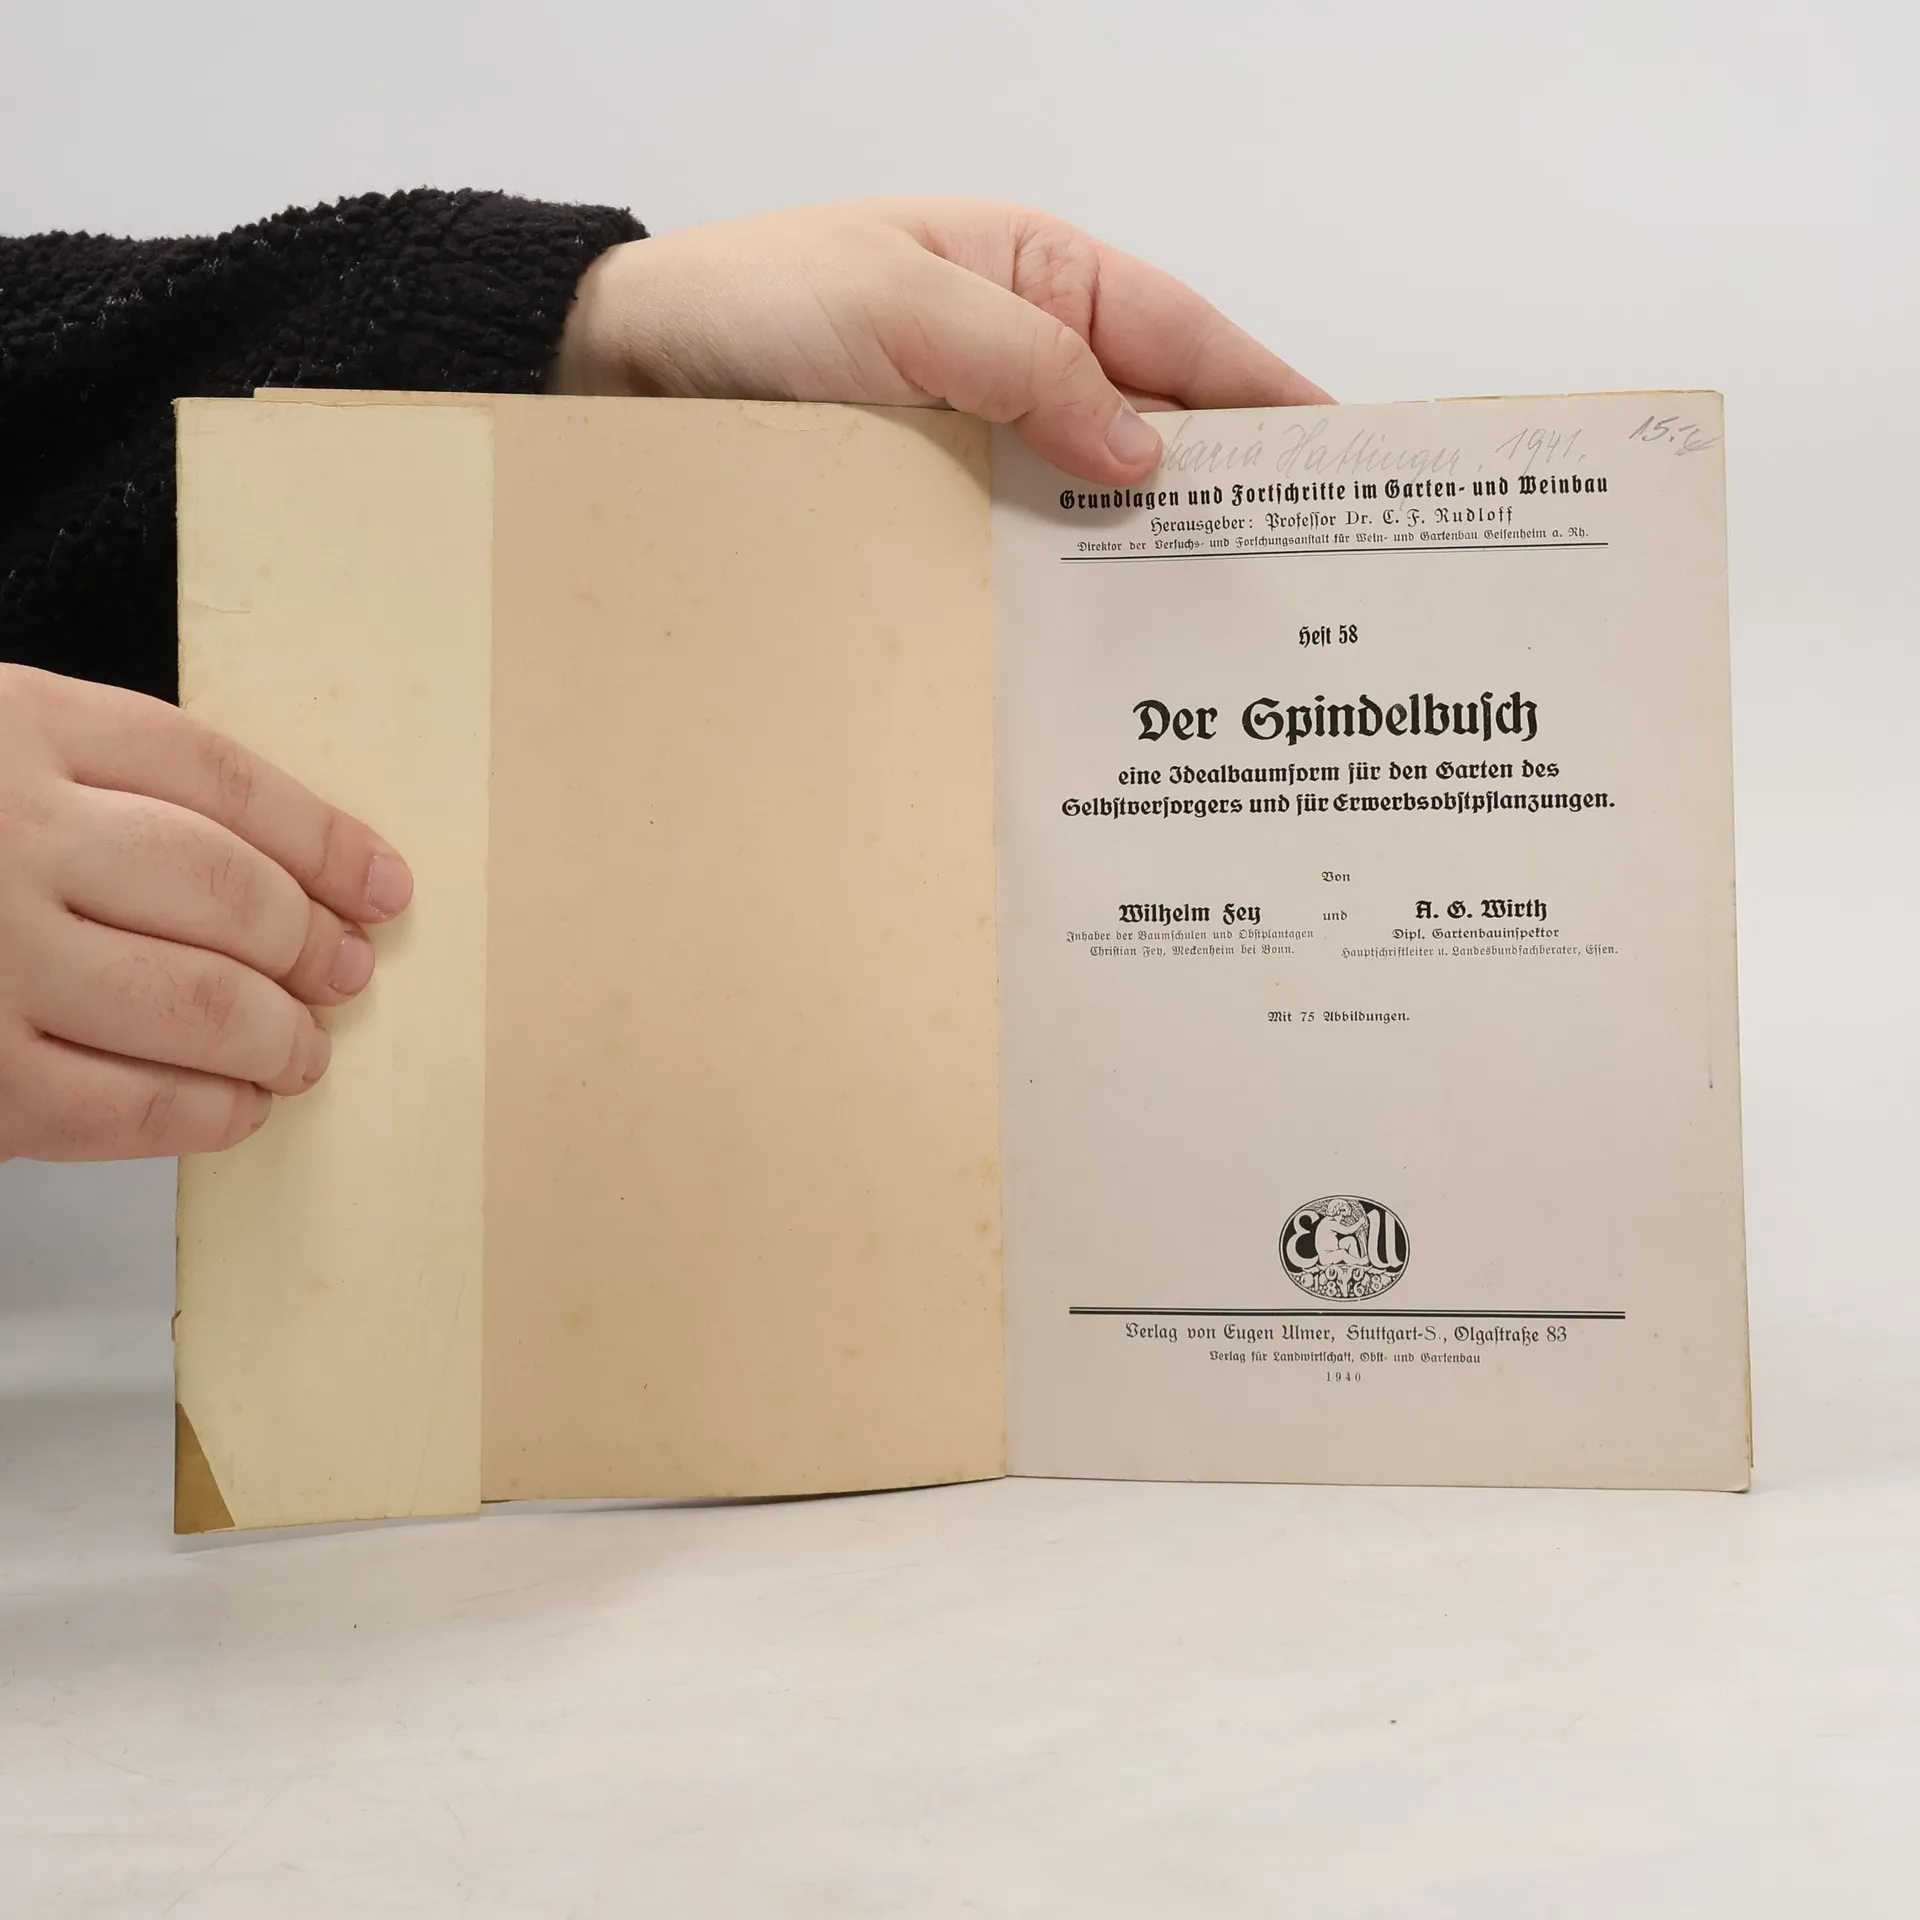 Maria Hattinger. 1941.
15.-
Grundlagen und Fortschritte im Garten- und Weinbau
Herausgeber: Professor Dr. C. F. Rudloff
Direktor der Versuchs- und Forschungsanstalt für Wein- und Gartenbau Geisenheim a. Rh.
Heft 58
Der Spindelbusch
eine Idealbaumform für den Garten des
Selbstversorgers und für Erwerbsobstpflanzungen.
Von
Wilhelm Fey und A. G. Wirth
Inhaber der Baumschulen und Obstplantagen Dipl. Gartenbauinspektor
Christian Fey, Meckenheim bei Bonn. Hauptschriftleiter u. Landesbundfachberater, Essen.
Mit 75 Abbildungen.
E U
1868
Verlag von Eugen Ulmer, Stuttgart-S., Olgastraße 83
Verlag für Landwirtschaft, Obst- und Gartenbau
1940